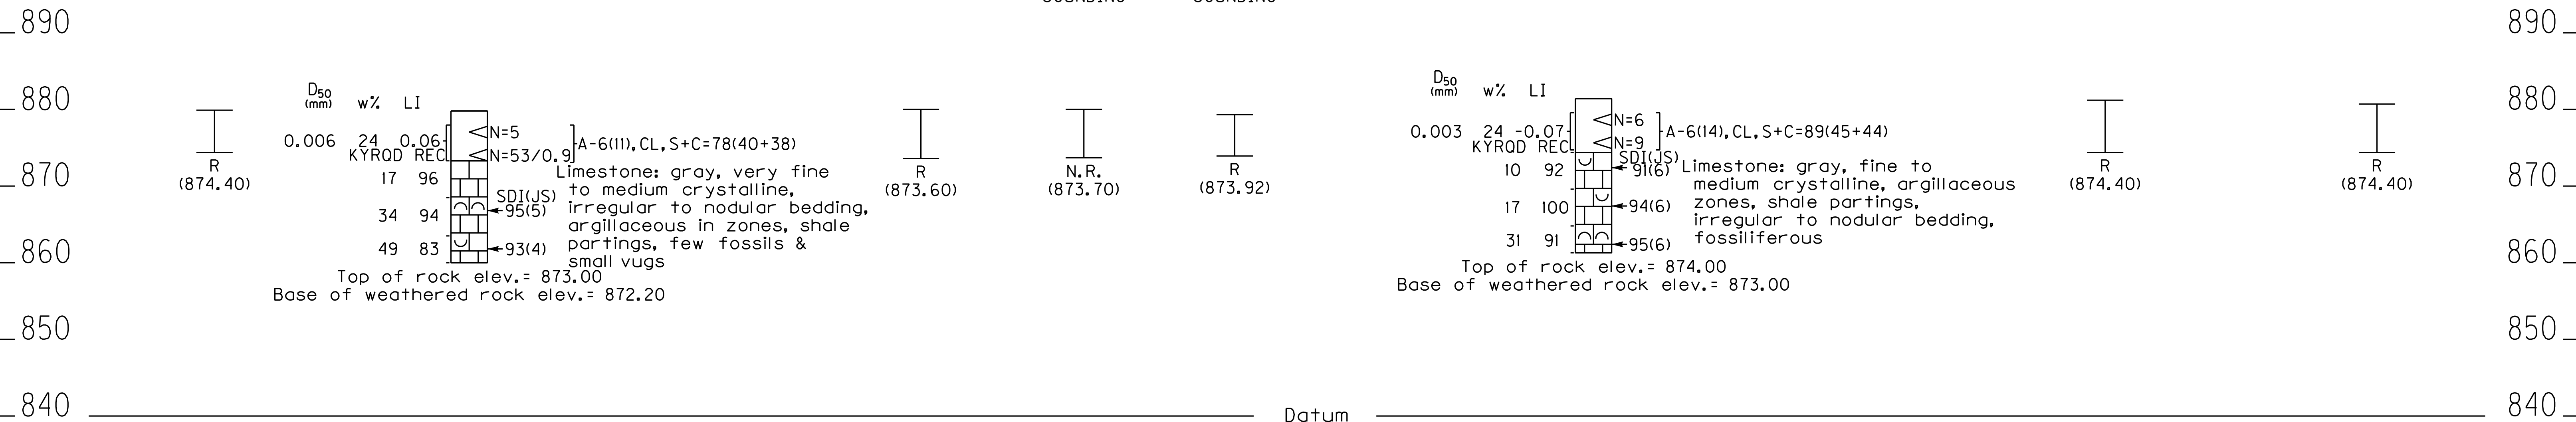 890
890
880
D50
(mm)
w%
LI
0.006
24
0.06
KYRQD
REC
N=5
N=53/0.9
A-6(11),CL,S+C=78(40+38)
17
96
34
94
49
83
SDI(JS)
95(5)
93(4)
Limestone: gray, very fine
to medium crystalline,
irregular to nodular bedding,
argillaceous in zones, shale
partings, few fossils &
small vugs
Top of rock elev.= 873.00
Base of weathered rock elev.= 872.20
R
(874.40)
R
(873.60)
N.R.
(873.70)
R
(873.92)
D50
(mm)
w%
LI
0.003
24
-0.07
KYRQD
REC
N=6
N=9
A-6(14),CL,S+C=89(45+44)
10
92
17
100
31
91
SDI(JS)
91(6)
94(6)
95(6)
Limestone: gray, fine to
medium crystalline, argillaceous
zones, shale partings,
irregular to nodular bedding,
fossiliferous
Top of rock elev.= 874.00
Base of weathered rock elev.= 873.00
R
(874.40)
R
(874.40)
880
870
870
860
860
850
850
840
Datum
840